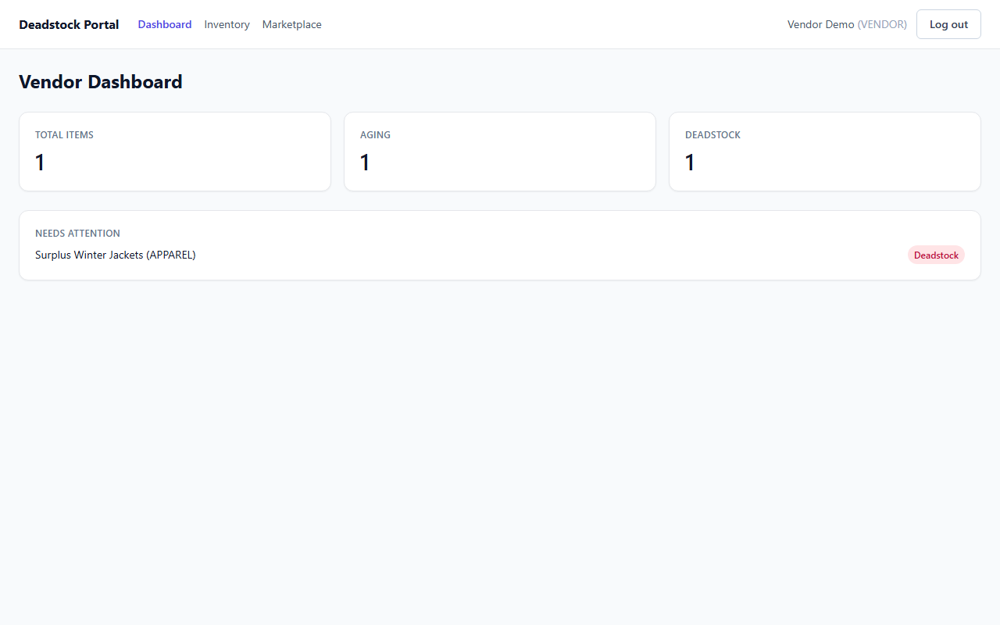 Deadstock Portal Dashboard Inventory Marketplace Vendor Demo (VENDOR) Log out
Vendor Dashboard
TOTAL ITEMS AGING DEADSTOCK
1 1 1
NEEDS ATTENTION
Surplus Winter Jackets (APPAREL) Deadstock